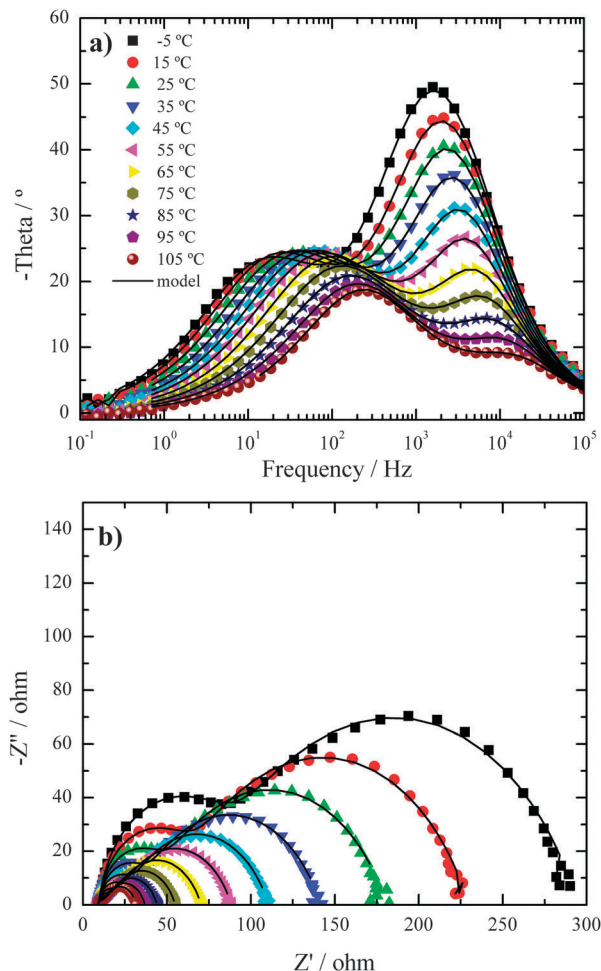 a)
-5 ºC
15 ºC
25 ºC
35 ºC
45 ºC
55 ºC
65 ºC
75 ºC
85 ºC
95 ºC
105 ºC
model
60
50
40
30
20
10
0
-Theta / º
10⁻¹ 10⁰ 10¹ 10² 10³ 10⁴ 10⁵
Frequency / Hz
b)
140
120
100
80
60
40
20
0
-Z'' / ohm
0 50 100 150 200 250 300
Z' / ohm